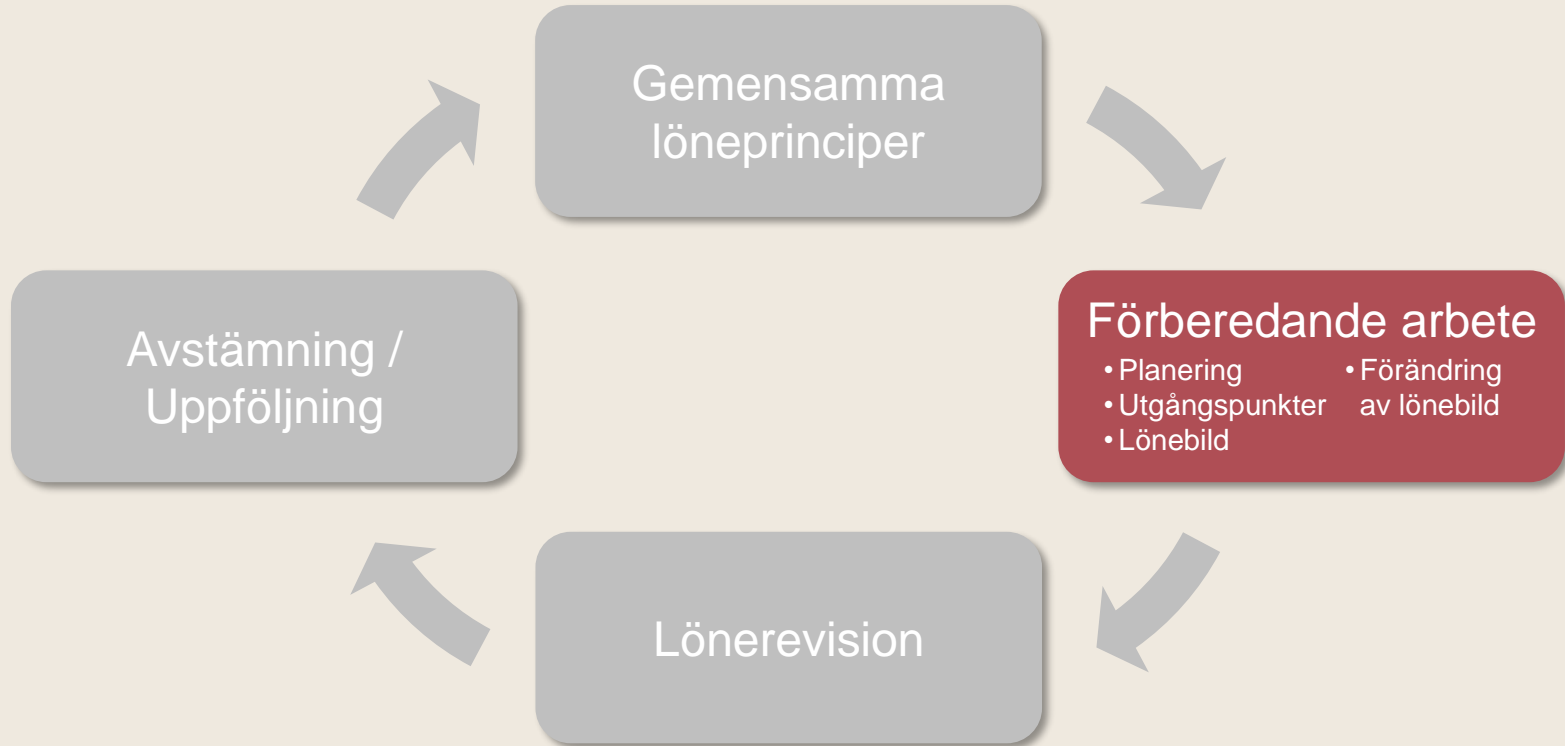 Gemensamma
löneprinciper
Förberedande arbete
• Planering
• Utgångspunkter
• Lönebild
• Förändring
av lönebild
Lönerevision
Avstämning /
Uppföljning